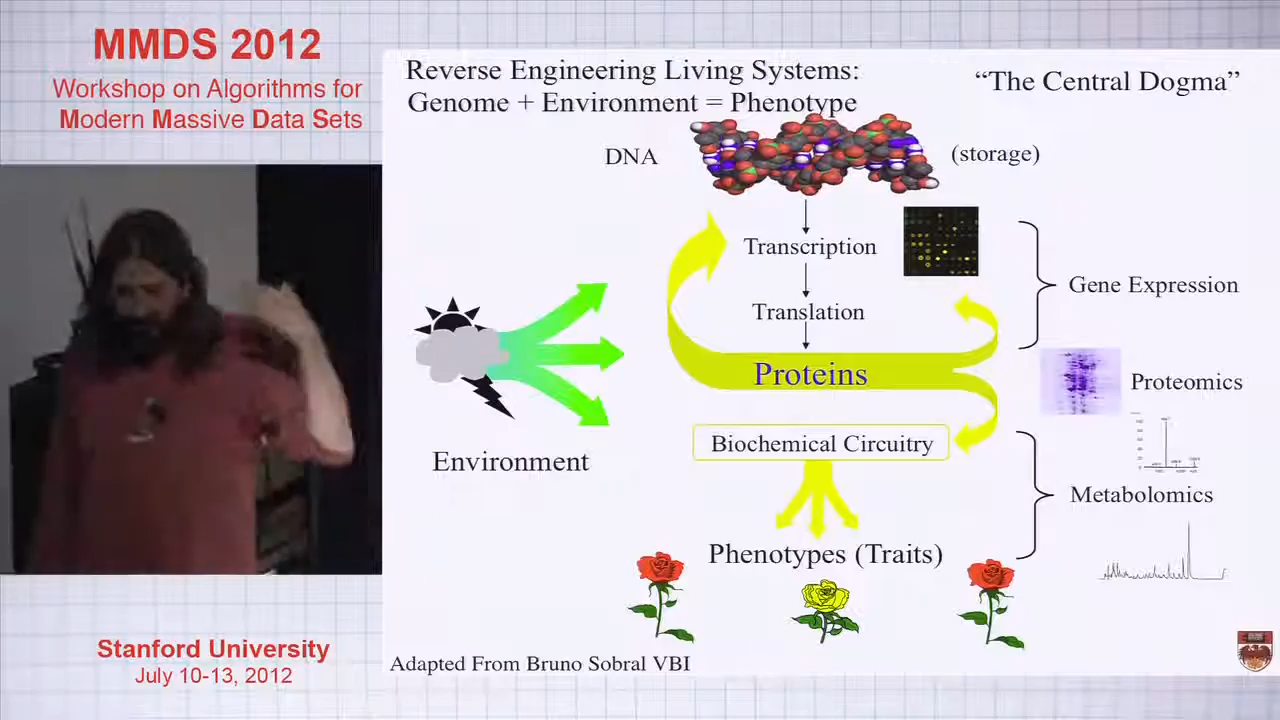 MMDS 2012
Workshop on Algorithms for
Modern Massive Data Sets
Reverse Engineering Living Systems:
Genome + Environment = Phenotype
“The Central Dogma”
DNA
(storage)
Transcription
Translation
Gene Expression
Proteins
Proteomics
Biochemical Circuitry
Environment
Metabolomics
Phenotypes (Traits)
Adapted From Bruno Sobral VBI
Stanford University
July 10-13, 2012